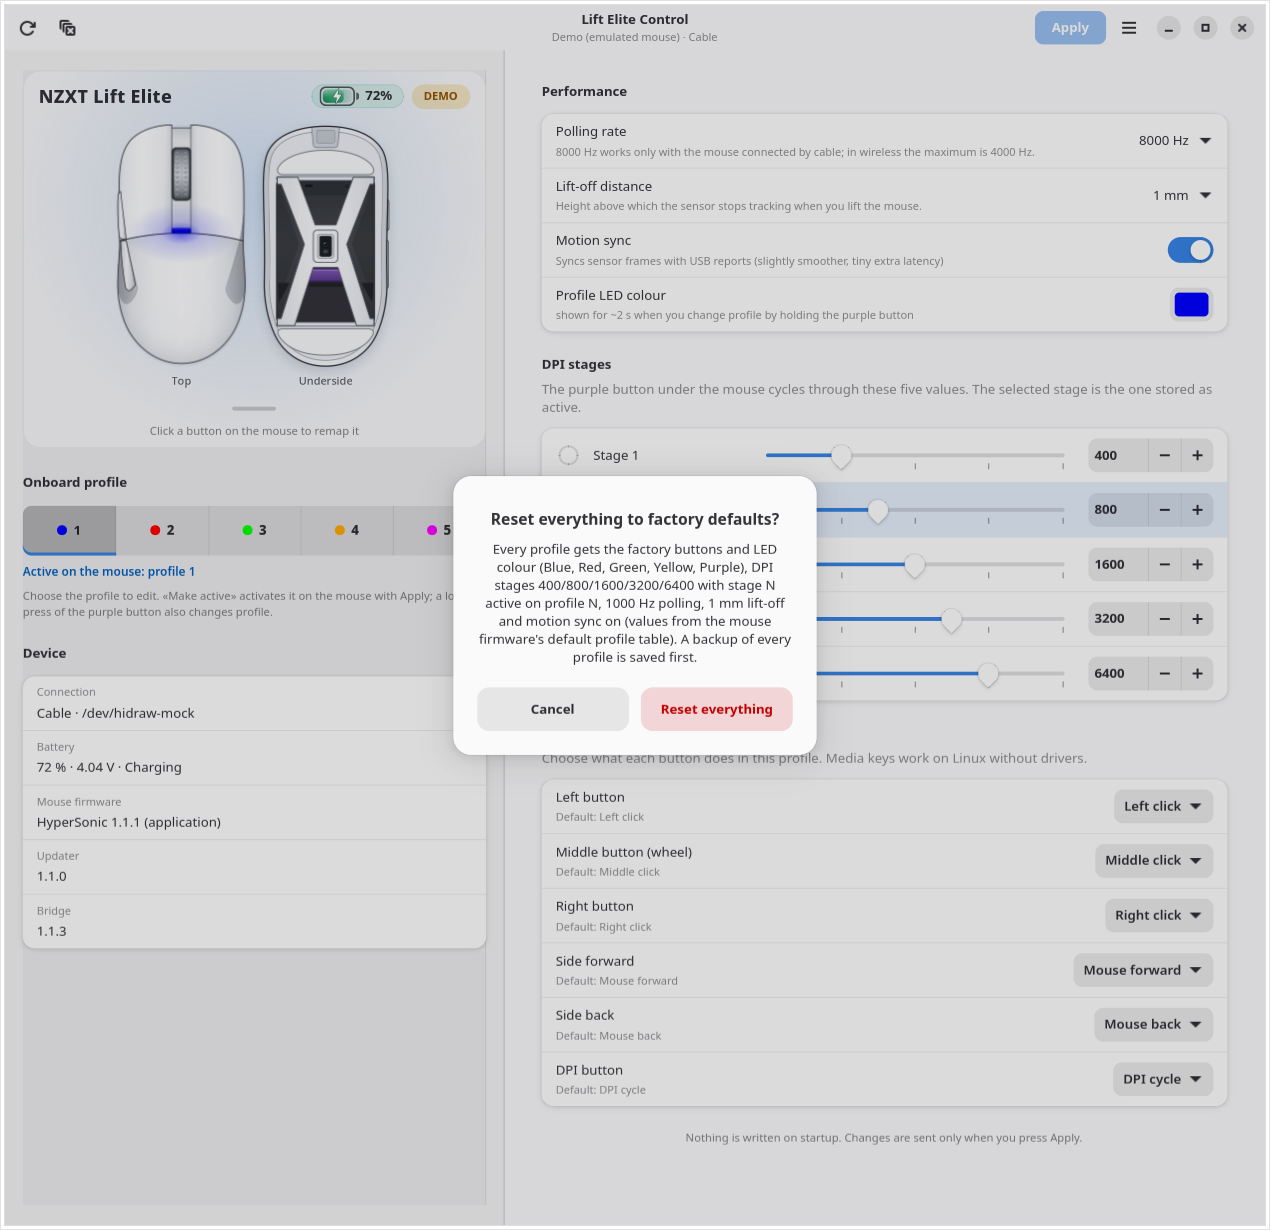 Lift Elite Control
Demo (emulated mouse) · Cable
Apply
NZXT Lift Elite
72%
DEMO
Top
Underside
Click a button on the mouse to remap it
Onboard profile
1
2
3
4
5
Active on the mouse: profile 1
Choose the profile to edit. «Make active» activates it on the mouse with Apply; a lo
press of the purple button also changes profile.
Device
Connection
Cable · /dev/hidraw-mock
Battery
72 % · 4.04 V · Charging
Mouse firmware
HyperSonic 1.1.1 (application)
Updater
1.1.0
Bridge
1.1.3
Performance
Polling rate
8000 Hz works only with the mouse connected by cable; in wireless the maximum is 4000 Hz.
8000 Hz
Lift-off distance
Height above which the sensor stops tracking when you lift the mouse.
1 mm
Motion sync
Syncs sensor frames with USB reports (slightly smoother, tiny extra latency)
Profile LED colour
shown for ~2 s when you change profile by holding the purple button
DPI stages
The purple button under the mouse cycles through these five values. The selected stage is the one stored as
active.
Stage 1
400
800
1600
3200
6400
Reset everything to factory defaults?
Every profile gets the factory buttons and LED
colour (Blue, Red, Green, Yellow, Purple), DPI
stages 400/800/1600/3200/6400 with stage N
active on profile N, 1000 Hz polling, 1 mm lift-off
and motion sync on (values from the mouse
firmware's default profile table). A backup of every
profile is saved first.
Cancel
Reset everything
Choose what each button does in this profile. Media keys work on Linux without drivers.
Left button
Default: Left click
Left click
Middle button (wheel)
Default: Middle click
Middle click
Right button
Default: Right click
Right click
Side forward
Default: Mouse forward
Mouse forward
Side back
Default: Mouse back
Mouse back
DPI button
Default: DPI cycle
DPI cycle
Nothing is written on startup. Changes are sent only when you press Apply.